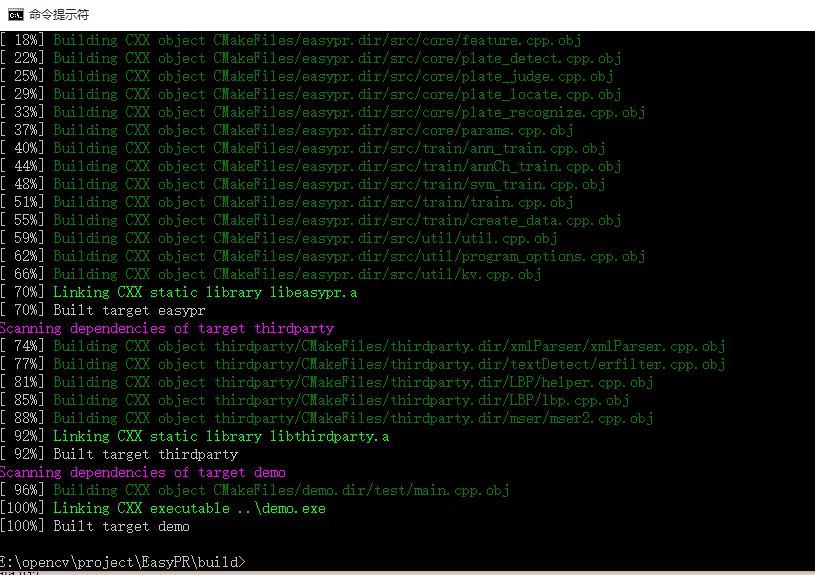 命令提示符
[ 18%] Building CXX object CMakeFiles/easypr.dir/src/core/feature.cpp.obj
[ 22%] Building CXX object CMakeFiles/easypr.dir/src/core/plate_detect.cpp.obj
[ 25%] Building CXX object CMakeFiles/easypr.dir/src/core/plate_judge.cpp.obj
[ 29%] Building CXX object CMakeFiles/easypr.dir/src/core/plate_locate.cpp.obj
[ 33%] Building CXX object CMakeFiles/easypr.dir/src/core/plate_recognize.cpp.obj
[ 37%] Building CXX object CMakeFiles/easypr.dir/src/core/params.cpp.obj
[ 40%] Building CXX object CMakeFiles/easypr.dir/src/train/ann_train.cpp.obj
[ 44%] Building CXX object CMakeFiles/easypr.dir/src/train/annCh_train.cpp.obj
[ 48%] Building CXX object CMakeFiles/easypr.dir/src/train/svm_train.cpp.obj
[ 51%] Building CXX object CMakeFiles/easypr.dir/src/train/train.cpp.obj
[ 55%] Building CXX object CMakeFiles/easypr.dir/src/train/create_data.cpp.obj
[ 59%] Building CXX object CMakeFiles/easypr.dir/src/util/util.cpp.obj
[ 62%] Building CXX object CMakeFiles/easypr.dir/src/util/program_options.cpp.obj
[ 66%] Building CXX object CMakeFiles/easypr.dir/src/util/kv.cpp.obj
[ 70%] Linking CXX static library libeasypr.a
[ 70%] Built target easypr
Scanning dependencies of target thirdparty
[ 74%] Building CXX object thirdparty/CMakeFiles/thirdparty.dir/xmlParser/xmlParser.cpp.obj
[ 77%] Building CXX object thirdparty/CMakeFiles/thirdparty.dir/textDetect/erfilter.cpp.obj
[ 81%] Building CXX object thirdparty/CMakeFiles/thirdparty.dir/LBP/helper.cpp.obj
[ 85%] Building CXX object thirdparty/CMakeFiles/thirdparty.dir/LBP/lbp.cpp.obj
[ 88%] Building CXX object thirdparty/CMakeFiles/thirdparty.dir/mser/mser2.cpp.obj
[ 92%] Linking CXX static library libthirdparty.a
[ 92%] Built target thirdparty
Scanning dependencies of target demo
[ 96%] Building CXX object CMakeFiles/demo.dir/test/main.cpp.obj
[100%] Linking CXX executable ..\demo.exe
[100%] Built target demo
E:\opencv\project\EasyPR\build>